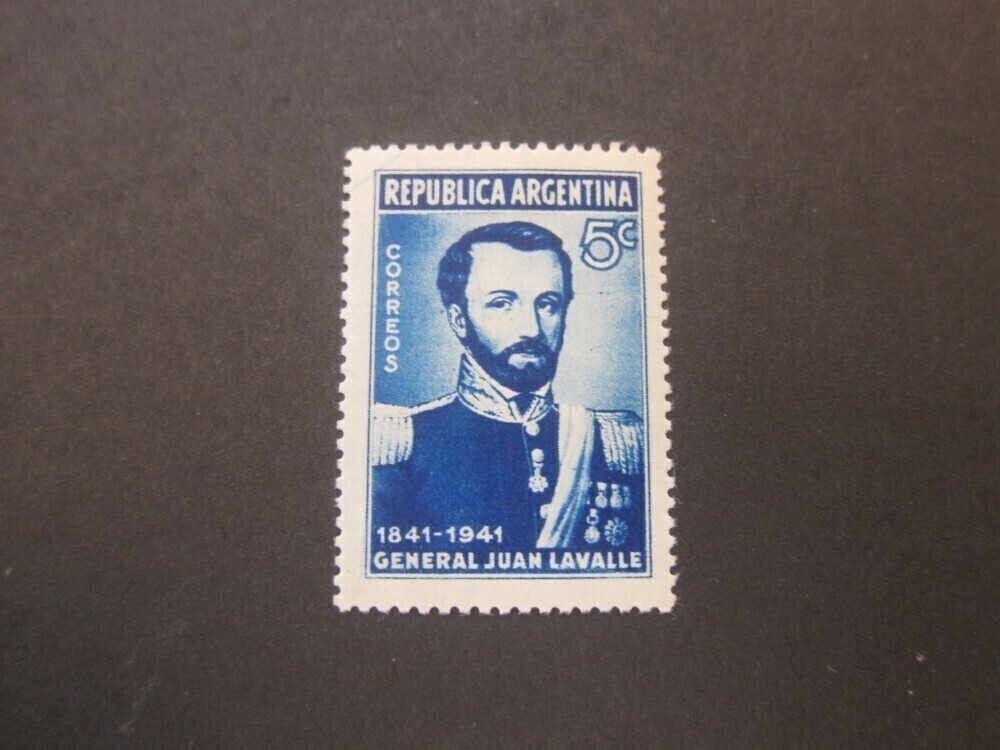 REPUBLICA ARGENTINA
5c
CORREOS
1841-1941
GENERAL JUAN LAVALLE